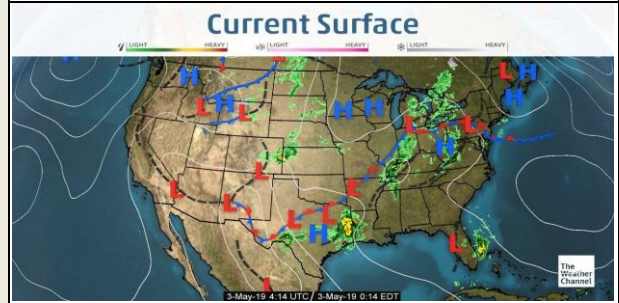 Current Surface
LIGHT HEAVY LIGHT HEAVY LIGHT HEAVY
H
H L H
L H L H
H H
L L H
L H
L
L L L
L L
H
L
L
The
Weather
Channel
3-May-19 4:14 UTC / 3-May-19 0:14 EDT